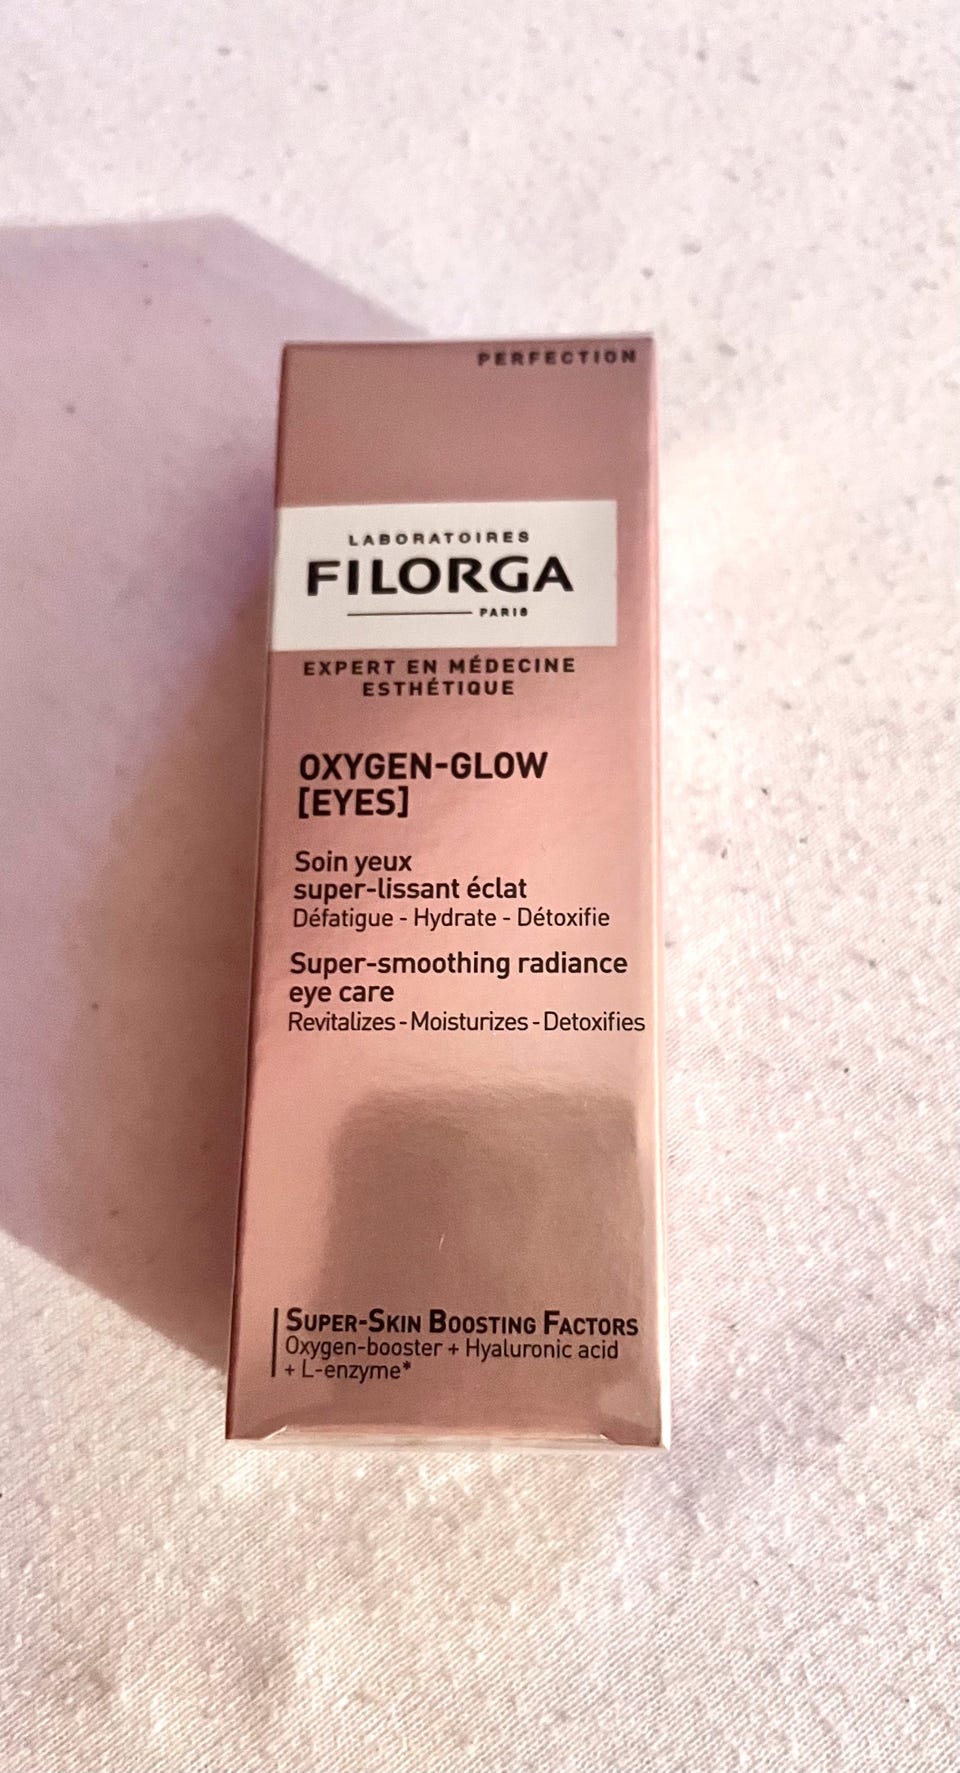 PERFECTION
LABORATOIRES
FILORGA
PARIS
EXPERT EN MÉDECINE
ESTHÉTIQUE
OXYGEN-GLOW
[EYES]
Soin yeux
super-lissant éclat
Défatigue - Hydrate - Détoxifie
Super-smoothing radiance
eye care
Revitalizes - Moisturizes - Detoxifies
SUPER-SKIN BOOSTING FACTORS
Oxygen-booster + Hyaluronic acid
+ L-enzyme*